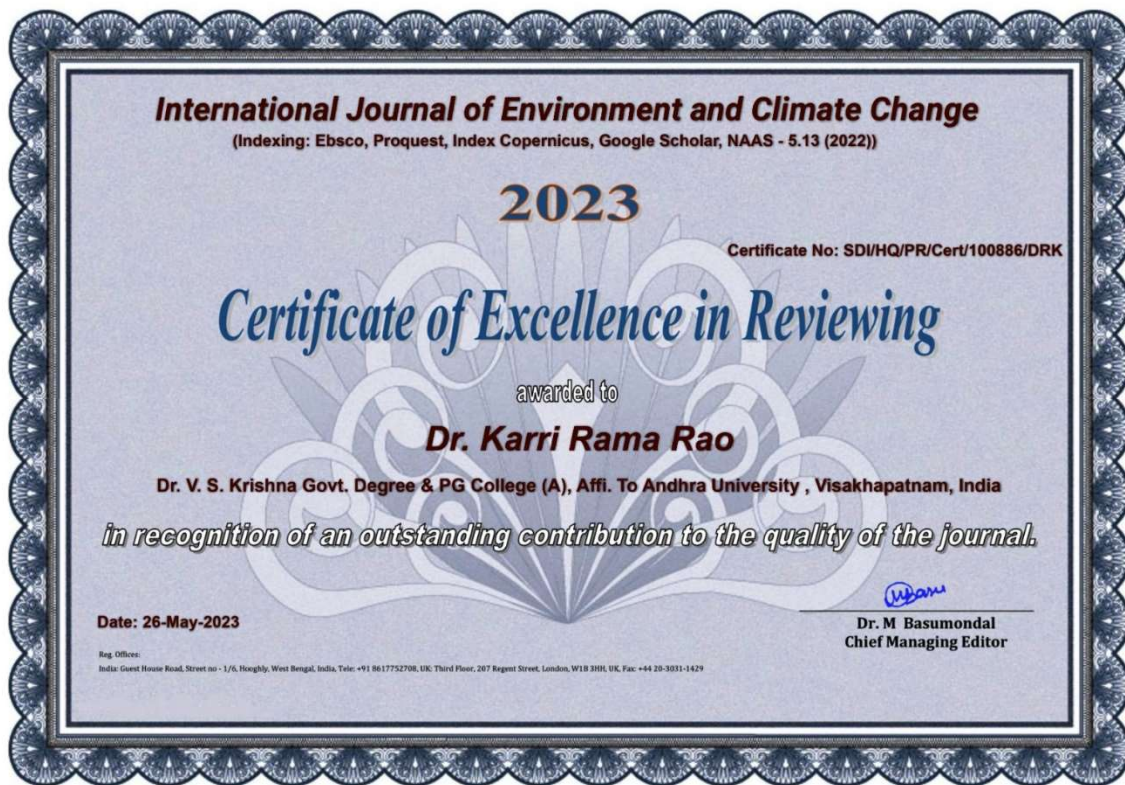 International Journal of Environment and Climate Change
(Indexing: Ebsco, Proquest, Index Copernicus, Google Scholar, NAAS - 5.13 (2022))
2023
Certificate No: SDI/HQ/PR/Cert/100886/DRK
Certificate of Excellence in Reviewing
awarded to
Dr. Karri Rama Rao
Dr. V. S. Krishna Govt. Degree & PG College (A), Affi. To Andhra University , Visakhapatnam, India
in recognition of an outstanding contribution to the quality of the journal.
Date: 26-May-2023
Dr. M Basumondal
Chief Managing Editor
Reg. Offices:
India: Guest House Road, Street no - 1/6, Hooghly, West Bengal, India, Tele: +91 8617752708, UK: Third Floor, 207 Regent Street, London, W1B 3HH, UK, Fax: +44 20-3031-1429